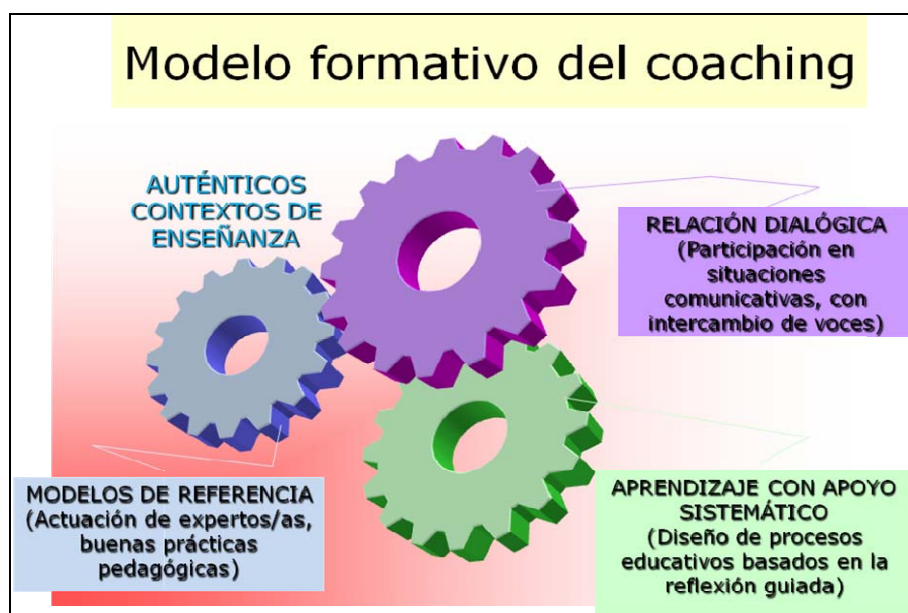 Modelo formativo del coaching
AUTÉNTICOS
CONTEXTOS DE
ENSEÑANZA
RELACIÓN DIALÓGICA
(Participación en
situaciones
comunicativas, con
intercambio de voces)
MODELOS DE REFERENCIA
(Actuación de expertos/as,
buenas prácticas
pedagógicas)
APRENDIZAJE CON APOYO
SISTEMÁTICO
(Diseño de procesos
educativos basados en la
reflexión guiada)